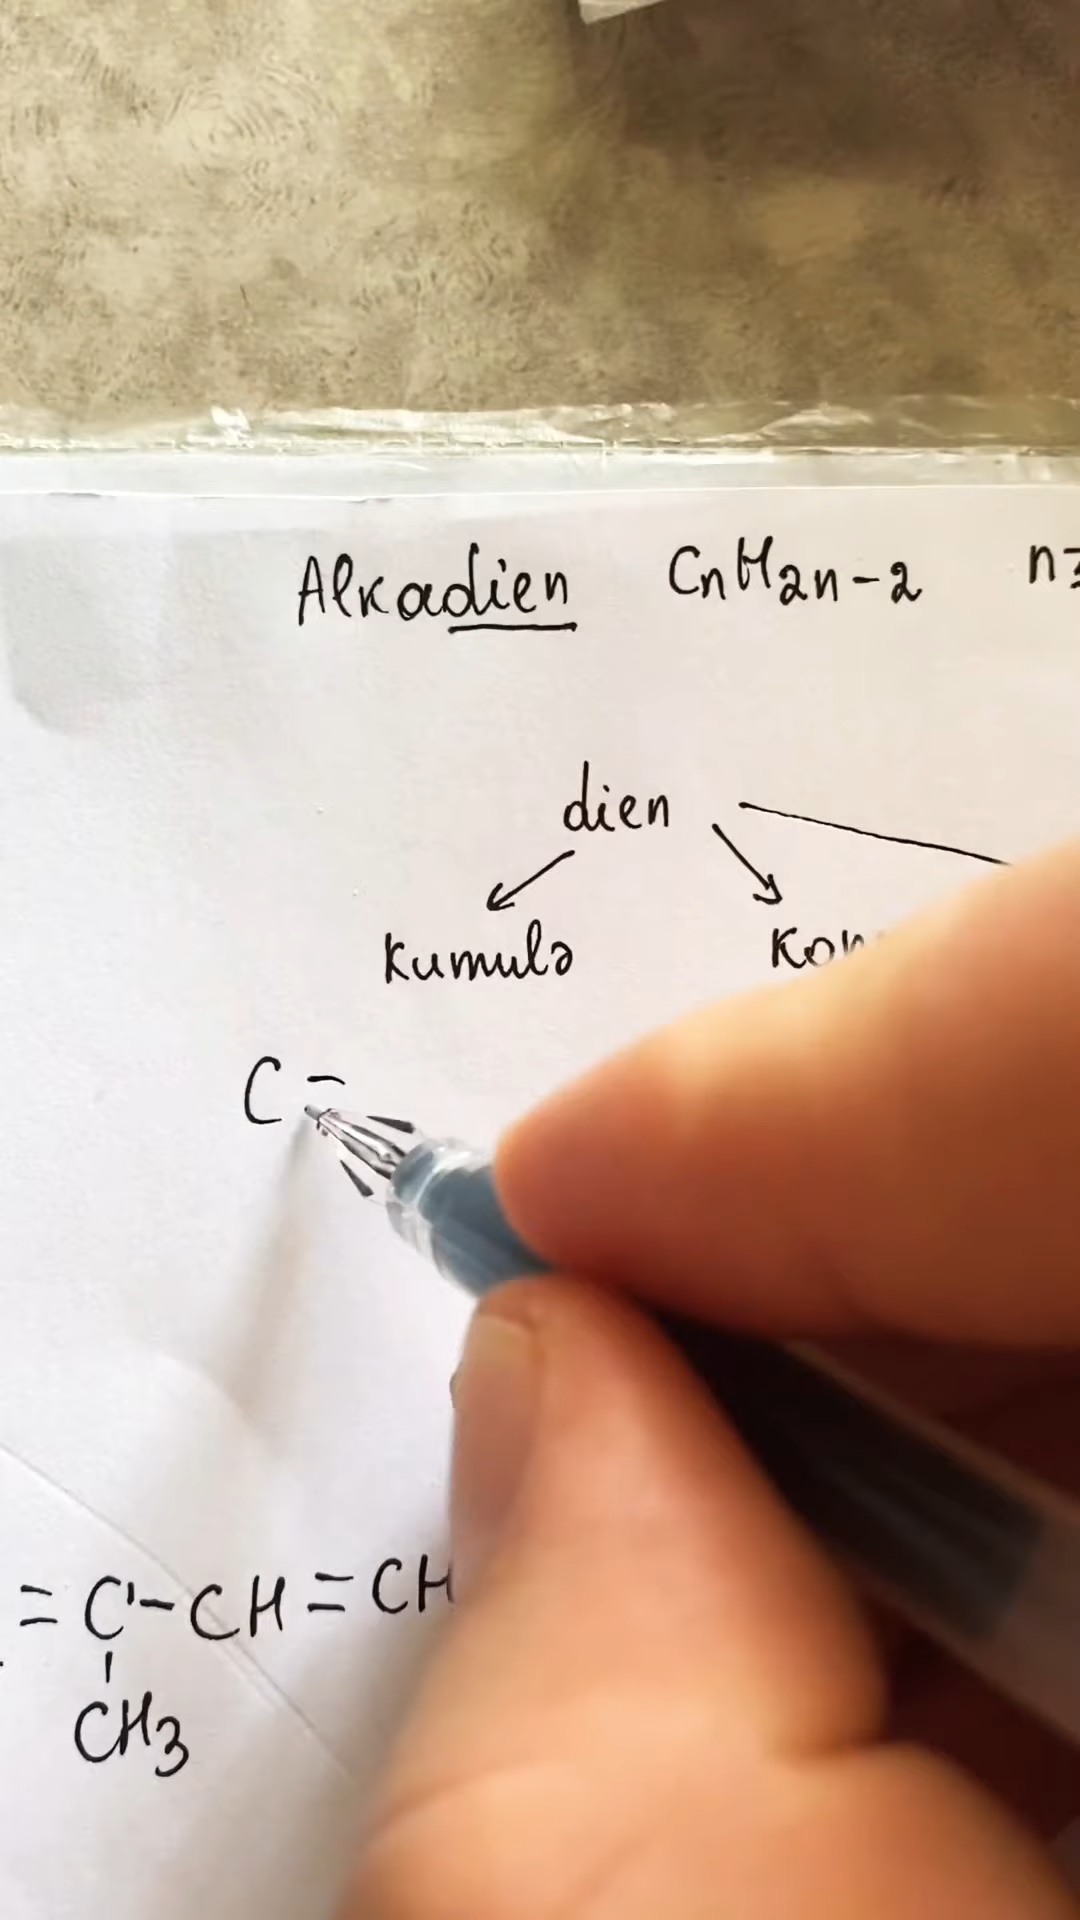 Alkadien CnH2n-2
dien
Kumulə
C =
= C - CH = CH
CH3